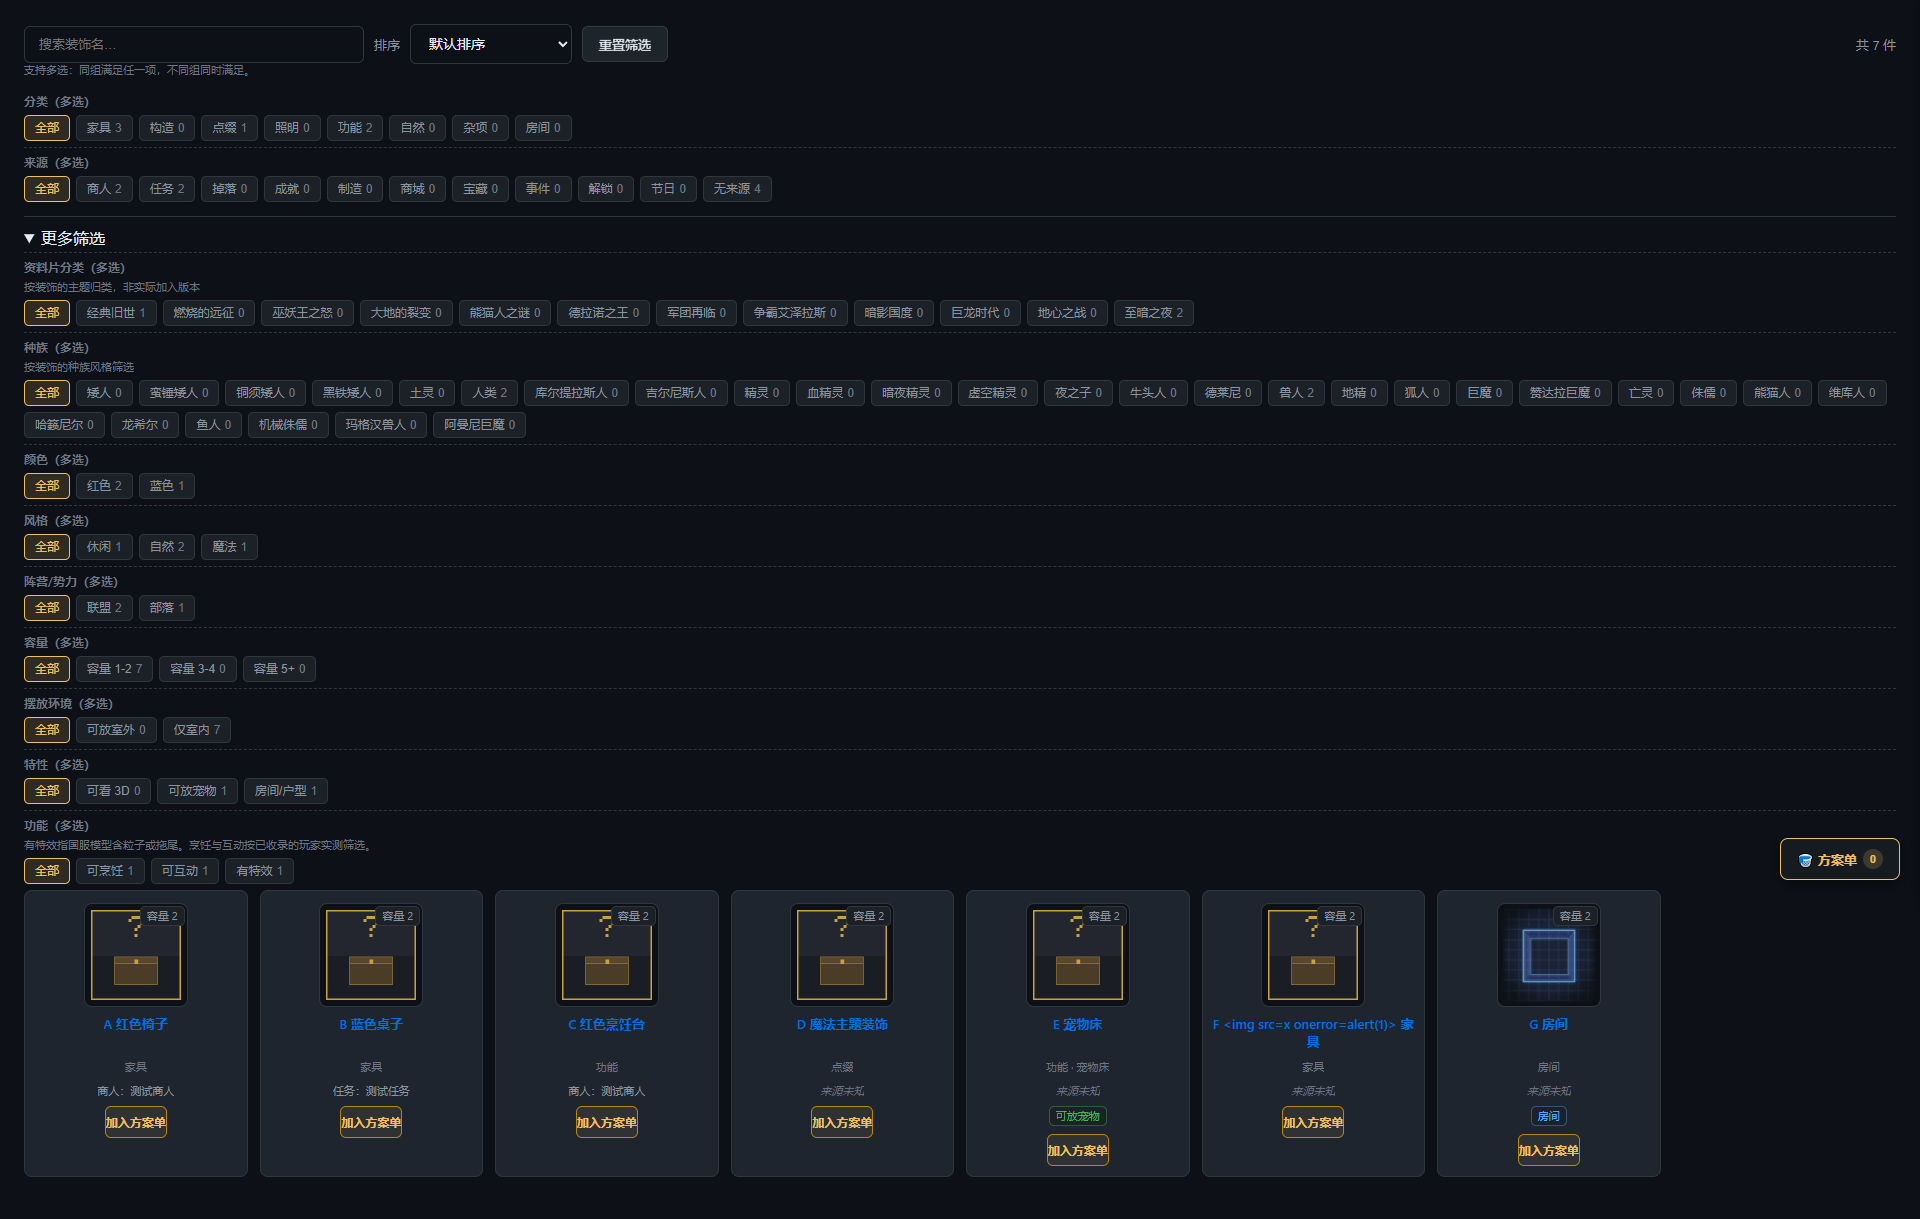 搜索装饰名... 排序 默认排序 重置筛选 共 7 件
支持多选：同组满足任一项，不同组同时满足。
分类（多选）
全部 家具 3 构造 0 点缀 1 照明 0 功能 2 自然 0 杂项 0 房间 0
来源（多选）
全部 商人 2 任务 2 掉落 0 成就 0 制造 0 商城 0 宝藏 0 事件 0 解锁 0 节日 0 无来源 4
▼ 更多筛选
资料片分类（多选）
按装饰的主题归类，非实际加入版本
全部 经典旧世 1 燃烧的远征 0 巫妖王之怒 0 大地的裂变 0 熊猫人之谜 0 德拉诺之王 0 军团再临 0 争霸艾泽拉斯 0 暗影国度 0 巨龙时代 0 地心之战 0 至暗之夜 2
种族（多选）
按装饰的种族风格筛选
全部 矮人 0 蛮锤矮人 0 铜须矮人 0 黑铁矮人 0 土灵 0 人类 2 库尔提拉斯人 0 吉尔尼斯人 0 精灵 0 血精灵 0 暗夜精灵 0 虚空精灵 0 夜之子 0 牛头人 0 德莱尼 0 兽人 2 地精 0 狐人 0 巨魔 0 赞达拉巨魔 0 亡灵 0 侏儒 0 熊猫人 0 维库人 0
哈籁尼尔 0 龙希尔 0 鱼人 0 机械侏儒 0 玛格汉兽人 0 阿曼尼巨魔 0
颜色（多选）
全部 红色 2 蓝色 1
风格（多选）
全部 休闲 1 自然 2 魔法 1
阵营/势力（多选）
全部 联盟 2 部落 1
容量（多选）
全部 容量 1-2 7 容量 3-4 0 容量 5+ 0
摆放环境（多选）
全部 可放室外 0 仅室内 7
特性（多选）
全部 可看 3D 0 可放宠物 1 房间/户型 1
功能（多选）
有特效指国服模型含粒子或拖尾。烹饪与互动按已收录的玩家实测筛选。
全部 可烹饪 1 可互动 1 有特效 1
方案单 0
容量 2 容量 2 容量 2 容量 2 容量 2 容量 2 容量 2
A 红色椅子
家具
商人：测试商人
加入方案单
B 蓝色桌子
家具
任务：测试任务
加入方案单
C 红色烹饪台
功能
商人：测试商人
加入方案单
D 魔法主题装饰
点缀
来源未知
加入方案单
E 宠物床
功能 · 宠物床
来源未知
可放宠物
加入方案单
F <img src=x onerror=alert(1)> 家
具
家具
来源未知
加入方案单
G 房间
房间
来源未知
房间
加入方案单